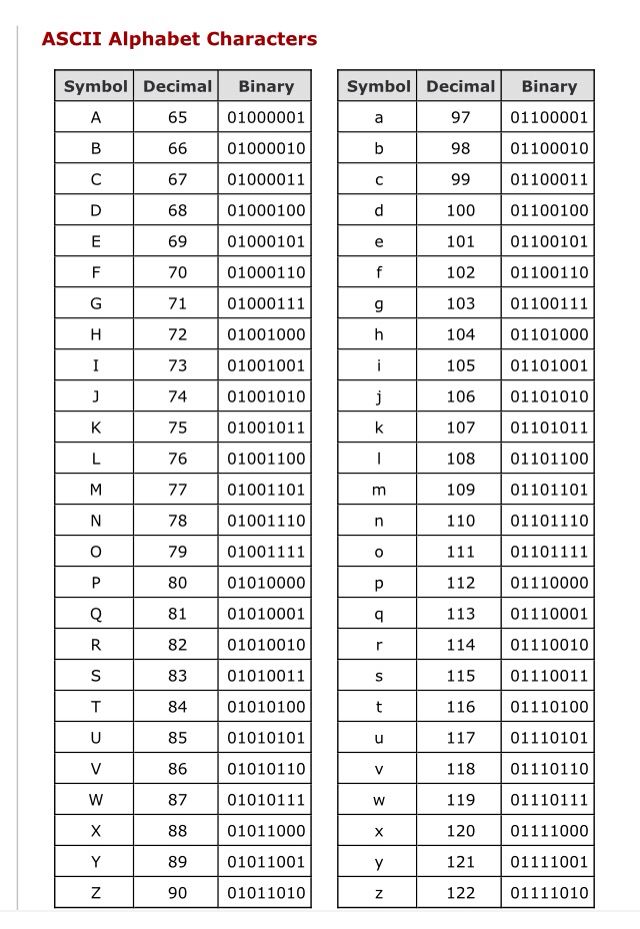 ASCII Alphabet Characters
Symbol Decimal Binary Symbol Decimal Binary
A 65 01000001 a 97 01100001
B 66 01000010 b 98 01100010
C 67 01000011 c 99 01100011
D 68 01000100 d 100 01100100
E 69 01000101 e 101 01100101
F 70 01000110 f 102 01100110
G 71 01000111 g 103 01100111
H 72 01001000 h 104 01101000
I 73 01001001 i 105 01101001
J 74 01001010 j 106 01101010
K 75 01001011 k 107 01101011
L 76 01001100 l 108 01101100
M 77 01001101 m 109 01101101
N 78 01001110 n 110 01101110
O 79 01001111 o 111 01101111
P 80 01010000 p 112 01110000
Q 81 01010001 q 113 01110001
R 82 01010010 r 114 01110010
S 83 01010011 s 115 01110011
T 84 01010100 t 116 01110100
U 85 01010101 u 117 01110101
V 86 01010110 v 118 01110110
W 87 01010111 w 119 01110111
X 88 01011000 x 120 01111000
Y 89 01011001 y 121 01111001
Z 90 01011010 z 122 01111010